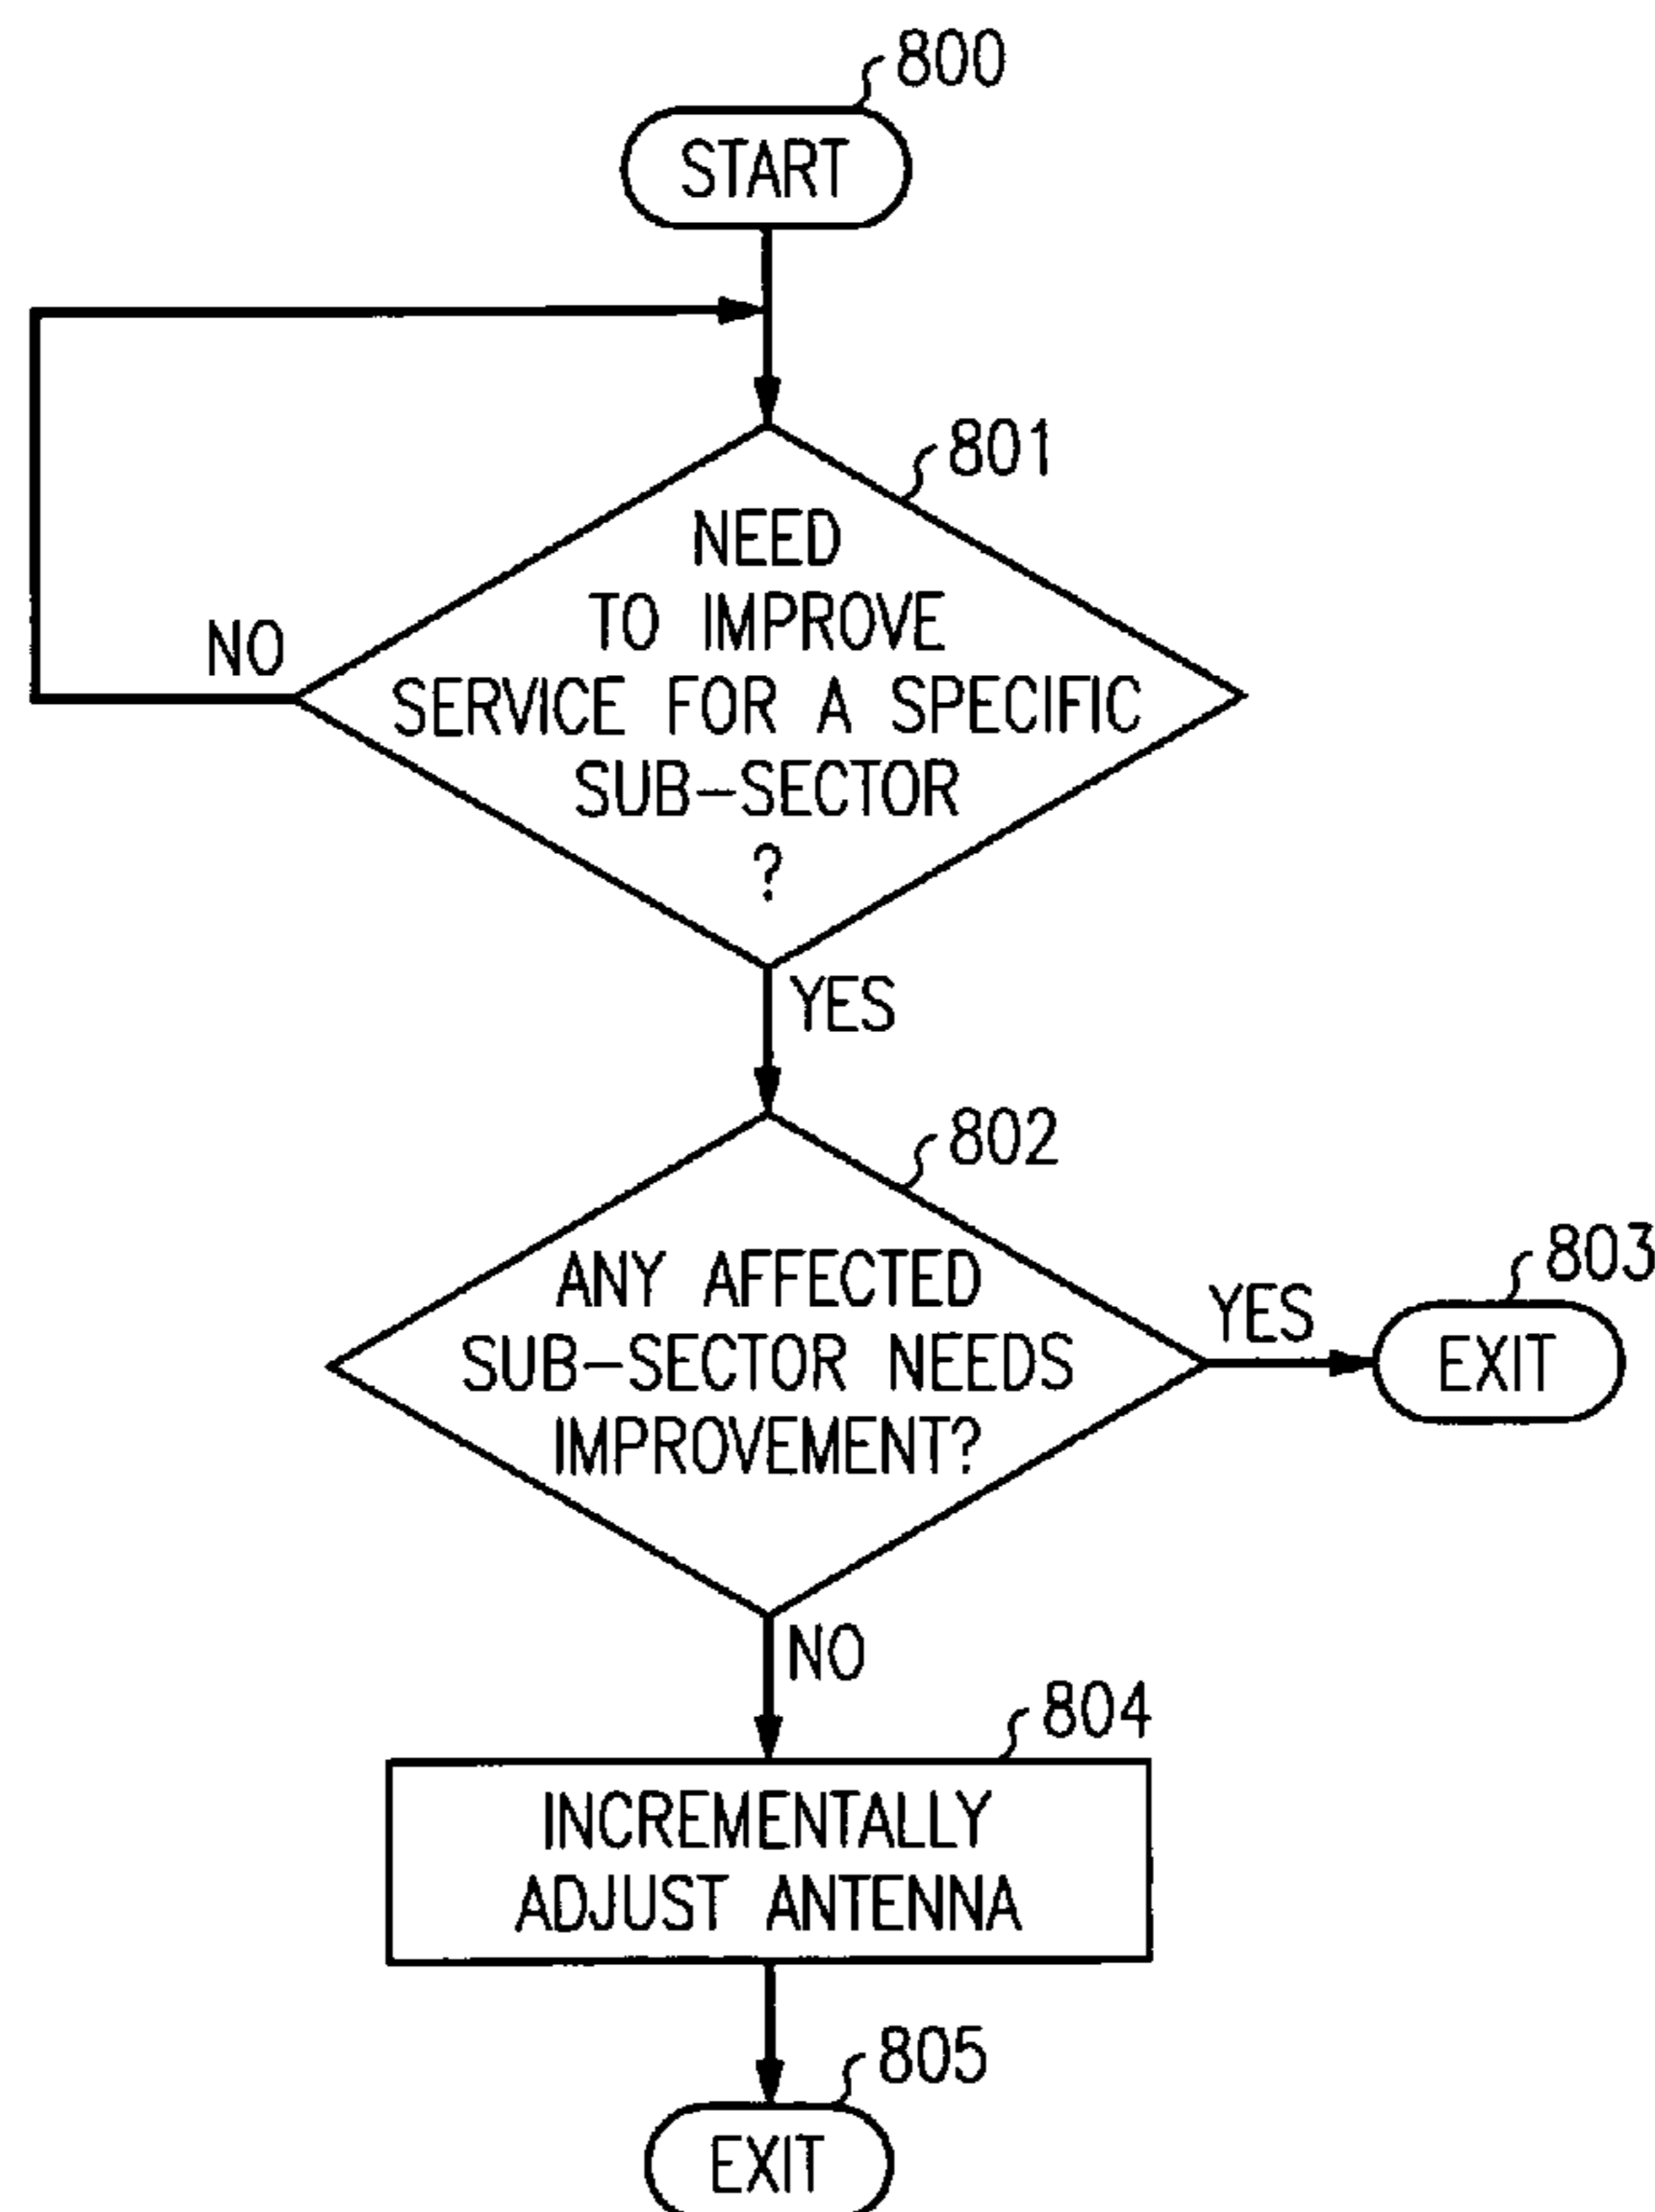 800
START
801
NEED
TO IMPROVE
SERVICE FOR A SPECIFIC
SUB-SECTOR
?
NO
YES
802
ANY AFFECTED
SUB-SECTOR NEEDS
IMPROVEMENT?
YES
803
EXIT
NO
804
INCREMENTALLY
ADJUST ANTENNA
805
EXIT